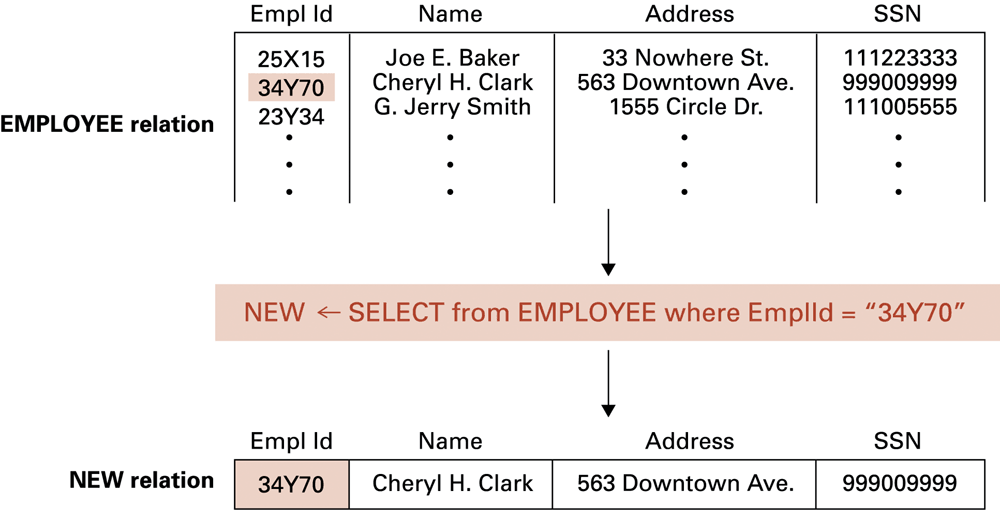 Empl Id Name Address SSN
25X15 Joe E. Baker 33 Nowhere St. 111223333
34Y70 Cheryl H. Clark 563 Downtown Ave. 999009999
23Y34 G. Jerry Smith 1555 Circle Dr. 111005555
EMPLOYEE relation
NEW ← SELECT from EMPLOYEE where EmplId = “34Y70”
Empl Id Name Address SSN
NEW relation 34Y70 Cheryl H. Clark 563 Downtown Ave. 999009999